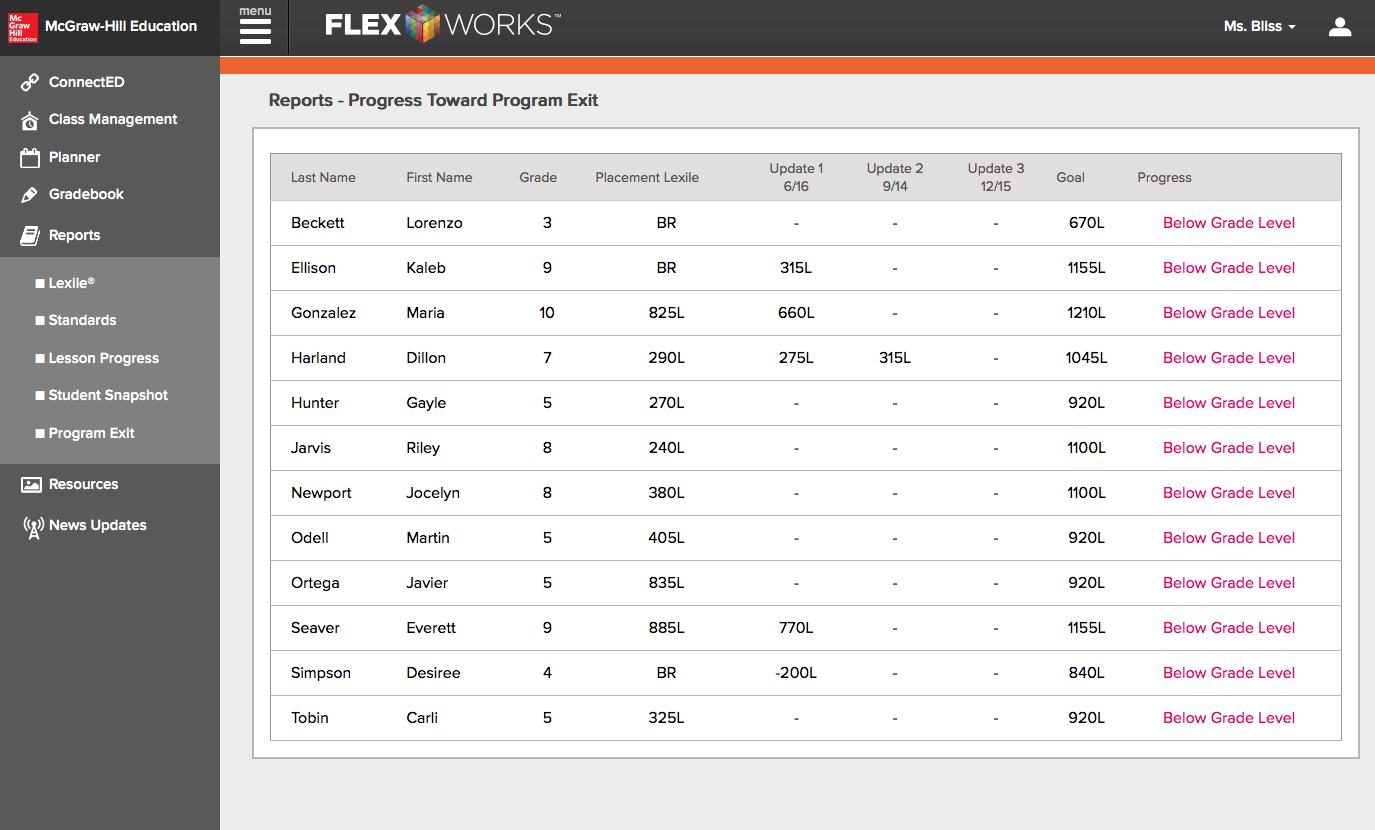 Mc
Graw
Hill
Education
McGraw-Hill Education
menu
FLEX WORKS™
Ms. Bliss
ConnectED
Class Management
Planner
Gradebook
Reports
Lexile®
Standards
Lesson Progress
Student Snapshot
Program Exit
Resources
News Updates
Reports - Progress Toward Program Exit
Last Name First Name Grade Placement Lexile Update 1 6/16 Update 2 9/14 Update 3 12/15 Goal Progress
Beckett Lorenzo 3 BR - - - 670L Below Grade Level
Ellison Kaleb 9 BR 315L - - 1155L Below Grade Level
Gonzalez Maria 10 825L 660L - - 1210L Below Grade Level
Harland Dillon 7 290L 275L 315L - 1045L Below Grade Level
Hunter Gayle 5 270L - - - 920L Below Grade Level
Jarvis Riley 8 240L - - - 1100L Below Grade Level
Newport Jocelyn 8 380L - - - 1100L Below Grade Level
Odell Martin 5 405L - - - 920L Below Grade Level
Ortega Javier 5 835L - - - 920L Below Grade Level
Seaver Everett 9 885L 770L - - 1155L Below Grade Level
Simpson Desiree 4 BR -200L - - 840L Below Grade Level
Tobin Carli 5 325L - - - 920L Below Grade Level